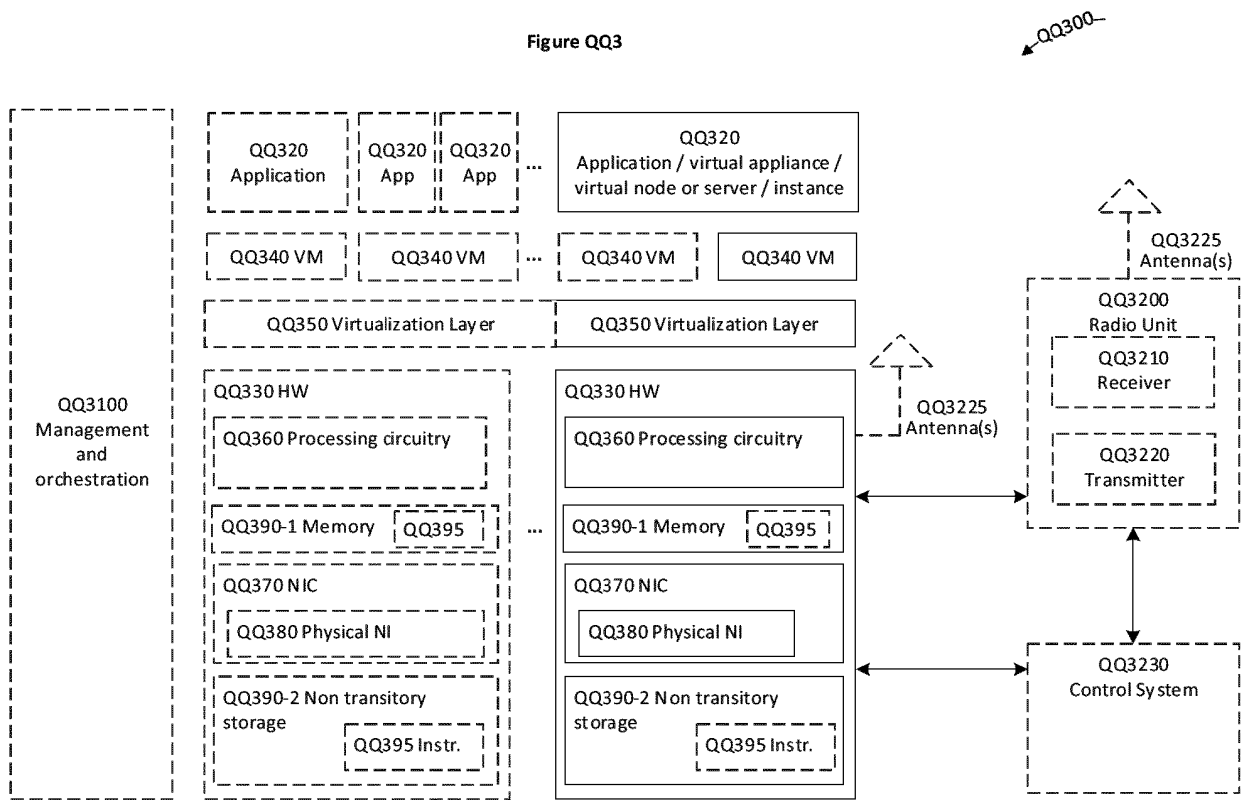 Figure QQ3
QQ300
QQ320
Application
QQ320
App
QQ320
App
...
QQ320
Application / virtual appliance /
virtual node or server / instance
QQ340 VM
QQ340 VM
...
QQ340 VM
QQ340 VM
QQ350 Virtualization Layer
QQ350 Virtualization Layer
QQ3100
Management
and
orchestration
QQ330 HW
QQ360 Processing circuitry
QQ390-1 Memory
QQ395
QQ370 NIC
QQ380 Physical NI
QQ390-2 Non transitory
storage
QQ395 Instr.
...
QQ330 HW
QQ360 Processing circuitry
QQ390-1 Memory
QQ395
QQ370 NIC
QQ380 Physical NI
QQ390-2 Non transitory
storage
QQ395 Instr.
QQ3225
Antenna(s)
QQ3225
Antenna(s)
QQ3200
Radio Unit
QQ3210
Receiver
QQ3220
Transmitter
QQ3230
Control System